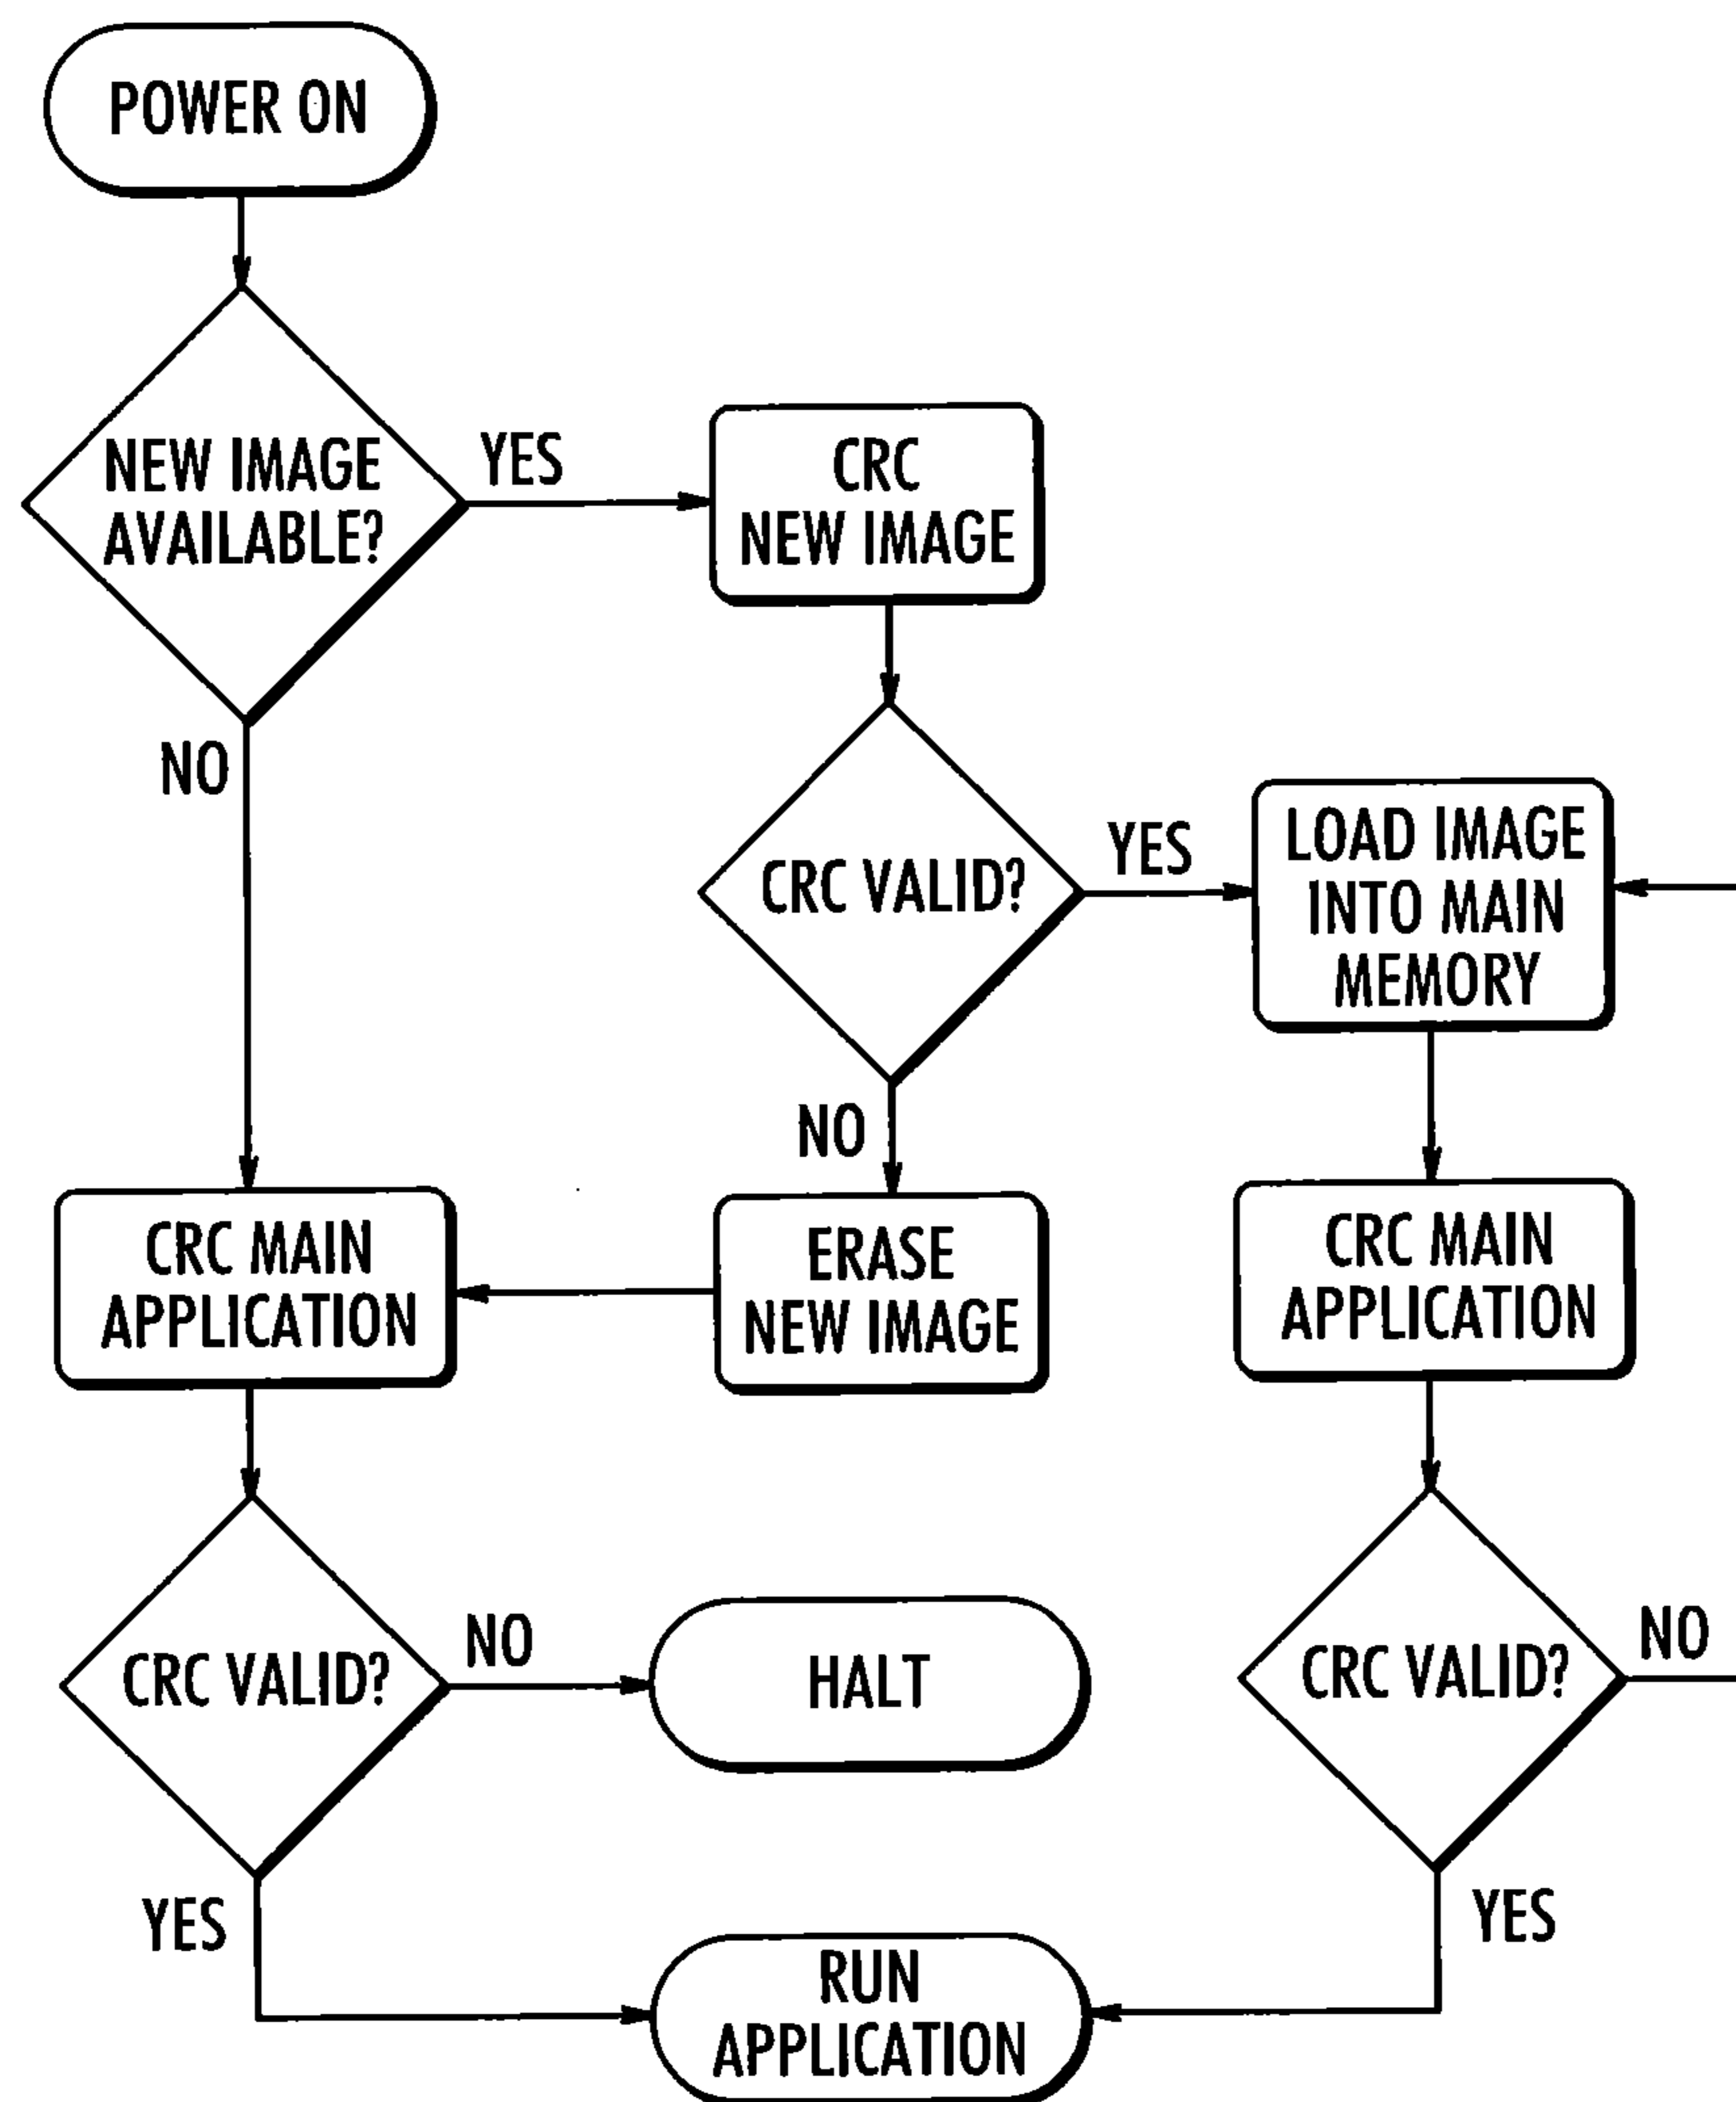 POWER ON
NEW IMAGE
AVAILABLE?
YES
CRC
NEW IMAGE
NO
CRC VALID?
YES
LOAD IMAGE
INTO MAIN
MEMORY
NO
CRC MAIN
APPLICATION
ERASE
NEW IMAGE
CRC MAIN
APPLICATION
CRC VALID?
NO
HALT
CRC VALID?
NO
YES
RUN
APPLICATION
YES